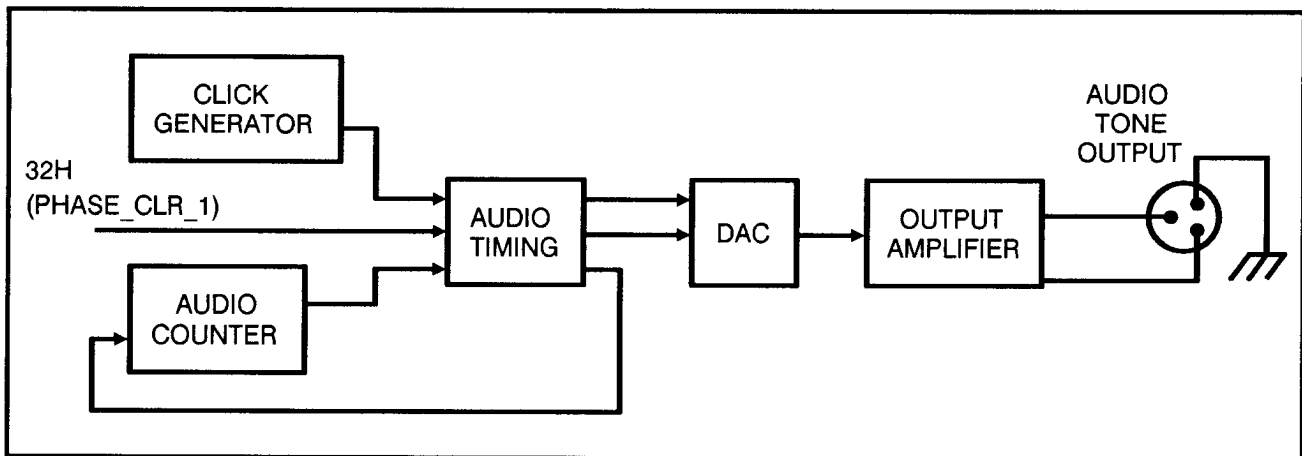 CLICK
GENERATOR
32H
(PHASE_CLR_1)
AUDIO
COUNTER
AUDIO
TIMING
DAC
OUTPUT
AMPLIFIER
AUDIO
TONE
OUTPUT